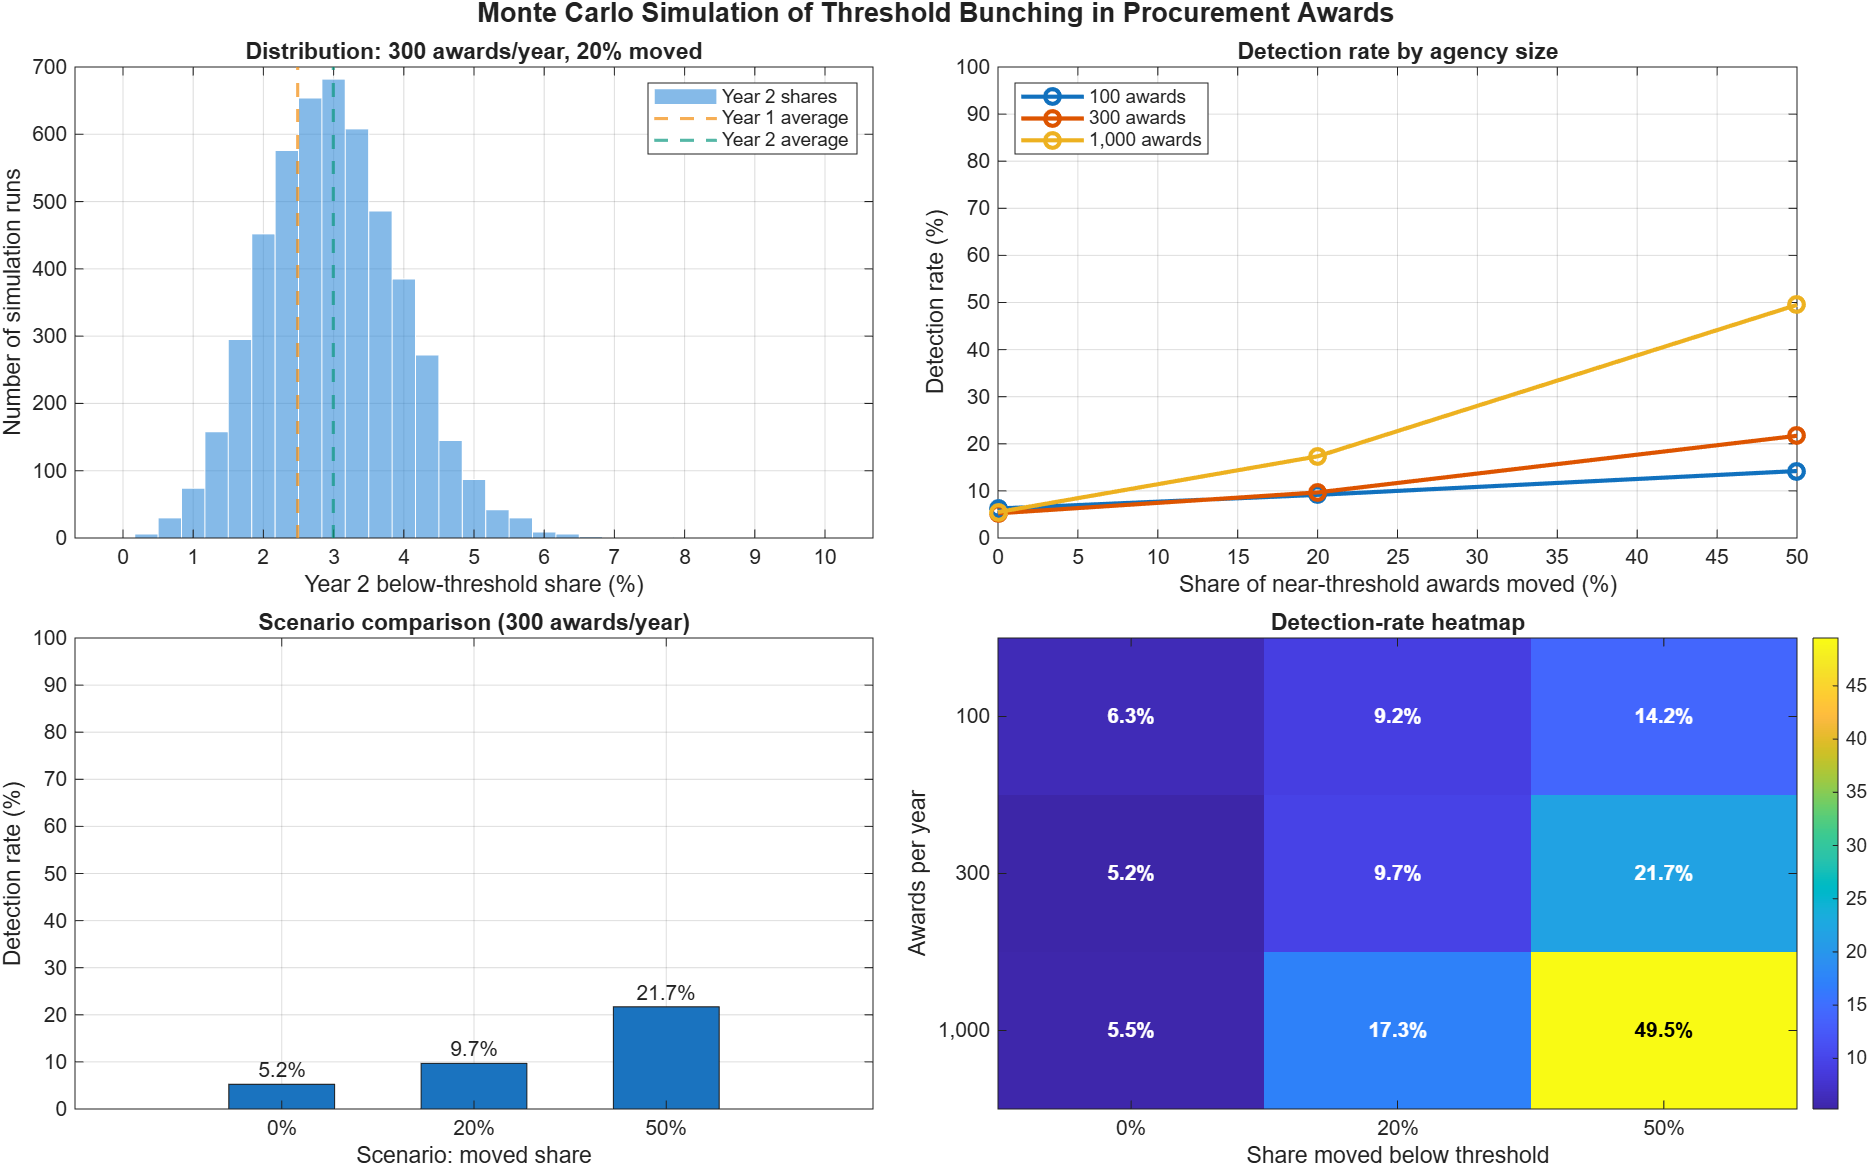 Monte Carlo Simulation of Threshold Bunching in Procurement Awards
Distribution: 300 awards/year, 20% moved
700
600
500
400
300
200
100
0
Number of simulation runs
Year 2 shares
Year 1 average
Year 2 average
0 1 2 3 4 5 6 7 8 9 10
Year 2 below-threshold share (%)
Detection rate by agency size
100
90
80
70
60
50
40
30
20
10
0
Detection rate (%)
100 awards
300 awards
1,000 awards
0 5 10 15 20 25 30 35 40 45 50
Share of near-threshold awards moved (%)
Scenario comparison (300 awards/year)
100
90
80
70
60
50
40
30
20
10
0
Detection rate (%)
5.2%
9.7%
21.7%
0% 20% 50%
Scenario: moved share
Detection-rate heatmap
Awards per year
100 6.3% 9.2% 14.2%
300 5.2% 9.7% 21.7%
1,000 5.5% 17.3% 49.5%
0% 20% 50%
Share moved below threshold
45
40
35
30
25
20
15
10